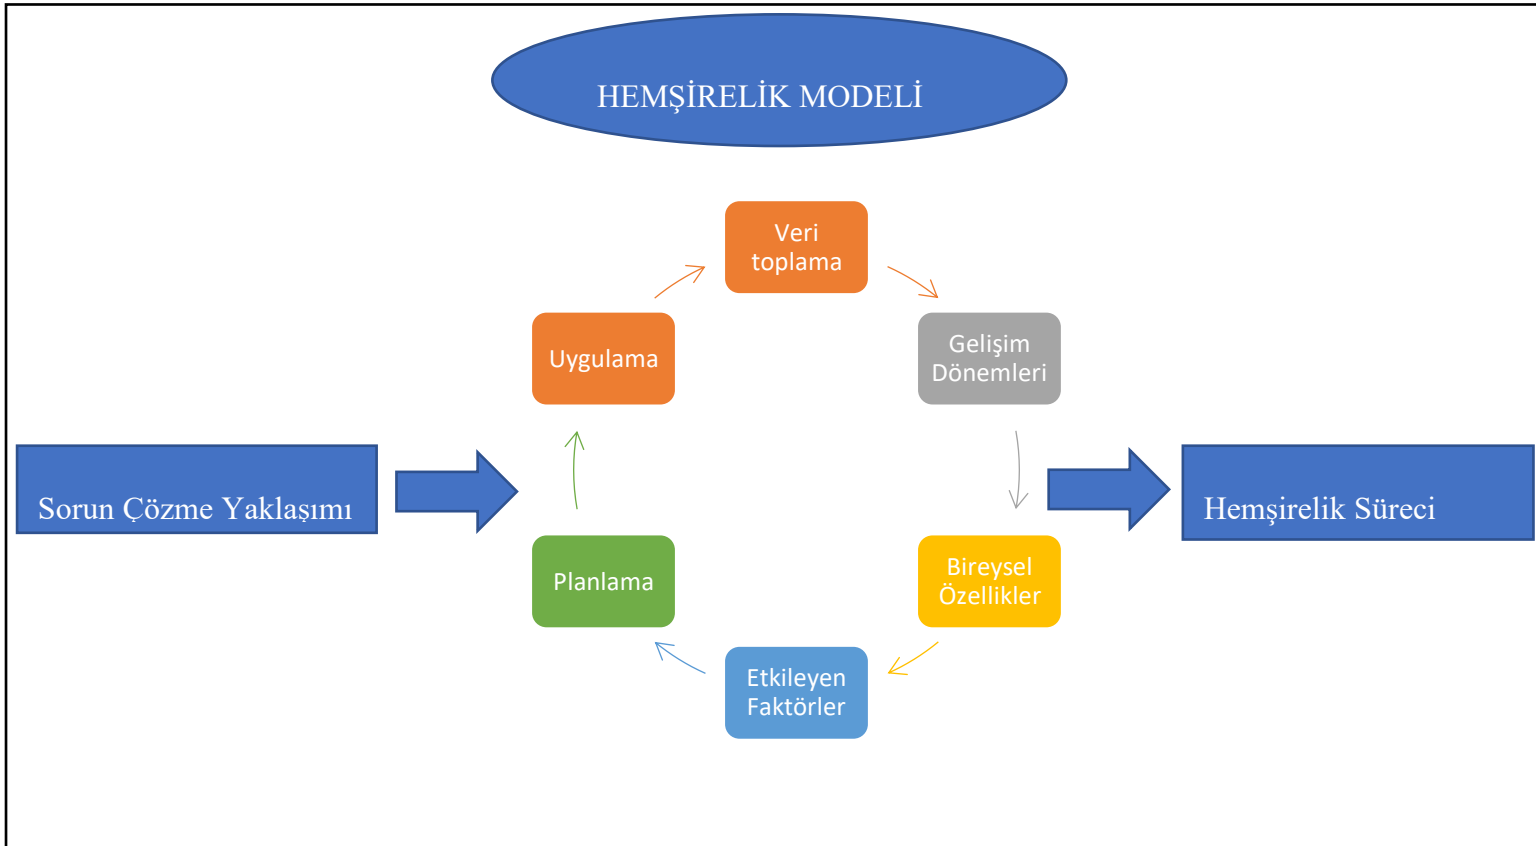 HEMŞİRELİK MODELİ
Veri
toplama
Gelişim
Dönemleri
Bireysel
Özellikler
Etkileyen
Faktörler
Planlama
Uygulama
Sorun Çözme Yaklaşımı
Hemşirelik Süreci